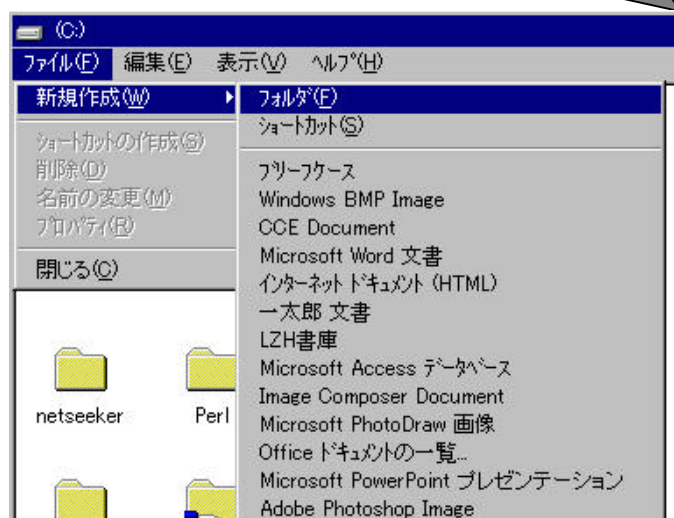 (C:)
ファイル(F) 編集(E) 表示(V) ヘルプ(H)
新規作成(W)
ショートカットの作成(S)
削除(D)
名前の変更(M)
プロパティ(R)
閉じる(C)
フォルダ(F)
ショートカット(S)
ブリーフケース
Windows BMP Image
CCE Document
Microsoft Word 文書
インターネット ドキュメント (HTML)
一太郎 文書
LZH書庫
Microsoft Access データベース
Image Composer Document
Microsoft PhotoDraw 画像
Office ドキュメントの一覧...
Microsoft PowerPoint プレゼンテーション
Adobe Photoshop Image
netseeker Perl